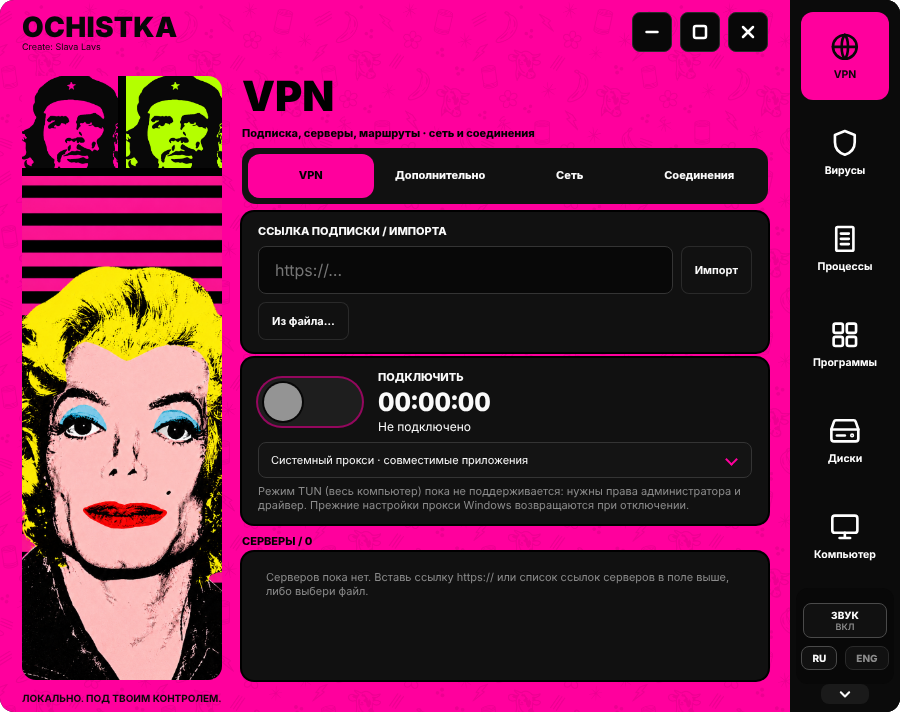 OCHISTKA
Create: Slava Lavs
VPN
Подписка, серверы, маршруты · сеть и соединения
VPN
Дополнительно
Сеть
Соединения
ССЫЛКА ПОДПИСКИ / ИМПОРТА
https://...
Импорт
Из файла...
ПОДКЛЮЧИТЬ
00:00:00
Не подключено
Системный прокси · совместимые приложения
Режим TUN (весь компьютер) пока не поддерживается: нужны права администратора и
драйвер. Прежние настройки прокси Windows возвращаются при отключении.
СЕРВЕРЫ / 0
Серверов пока нет. Вставь ссылку https:// или список ссылок серверов в поле выше,
либо выбери файл.
ЛОКАЛЬНО. ПОД ТВОИМ КОНТРОЛЕМ.
VPN
Вирусы
Процессы
Программы
Диски
Компьютер
ЗВУК
ВКЛ
RU
ENG